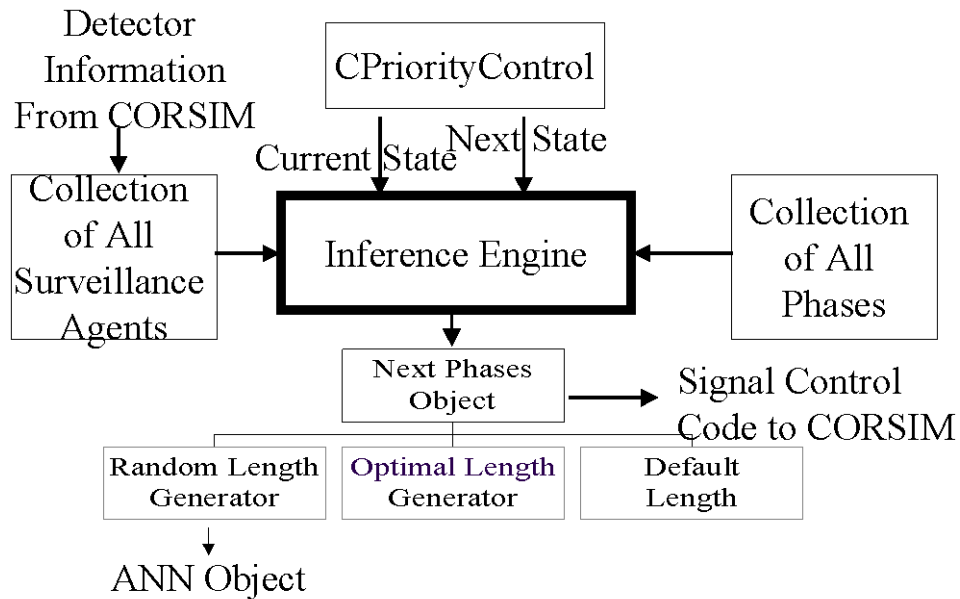 Detector
Information
From CORSIM
CPriorityControl
Current State
Next State
Collection
of All
Surveillance
Agents
Inference Engine
Collection
of All
Phases
Next Phases
Object
Signal Control
Code to CORSIM
Random Length
Generator
Optimal Length
Generator
Default
Length
ANN Object